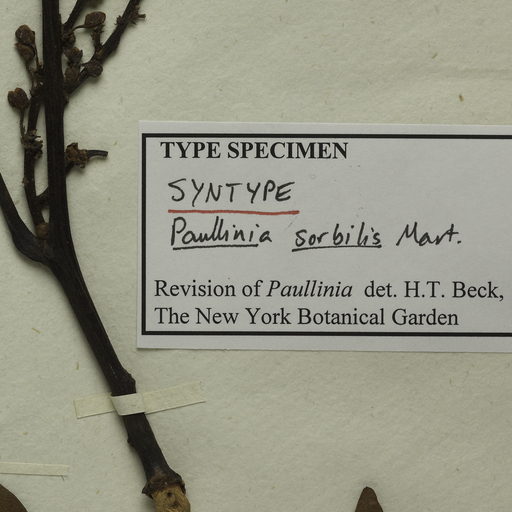 TYPE SPECIMEN
SYNTYPE
Paullinia sorbilis Mart.
Revision of Paullinia det. H.T. Beck,
The New York Botanical Garden